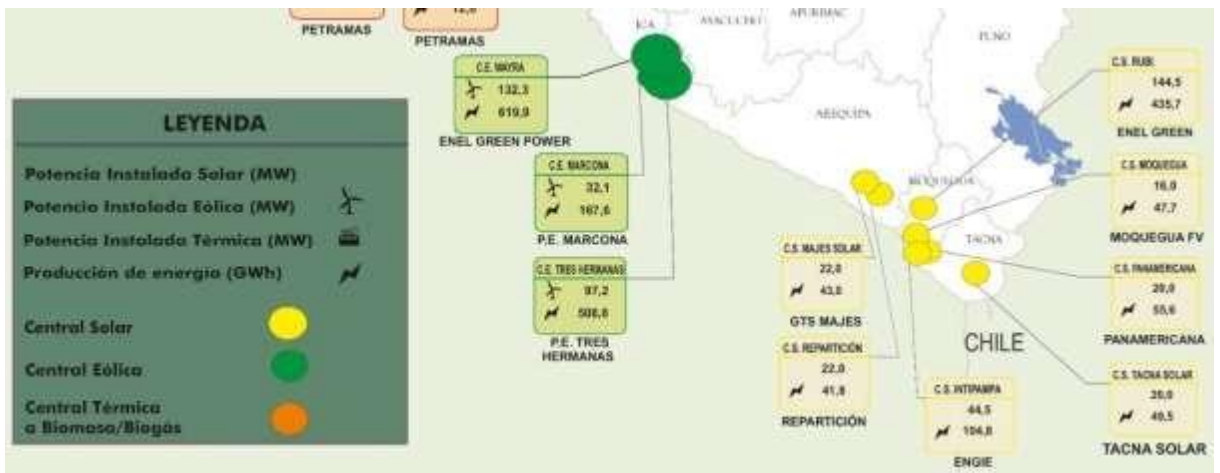 PETRAMAS
12,0
PETRAMAS
ICA
AYACUCHO
APURIMAC
PUNO
AREQUIPA
MOQUEGUA
TACNA
CHILE
C.E. WAYRA
132,3
619,9
ENEL GREEN POWER
C.E. MARCONA
32,1
167,6
P.E. MARCONA
C.E. TRES HERMANAS
97,2
508,8
P.E. TRES
HERMANAS
LEYENDA
Potencia Instalada Solar (MW)
Potencia Instalada Eólica (MW)
Potencia Instalada Térmica (MW)
Producción de energía (GWh)
Central Solar
Central Eólica
Central Térmica
a Biomasa/Biogás
C.S. MAJES SOLAR
22,0
43,0
GTS MAJES
C.S. REPARTICIÓN
22,0
41,8
REPARTICIÓN
C.S. INTIPAMPA
44,5
104,8
ENGIE
C.S. RUBI
144,5
435,7
ENEL GREEN
C.S. MOQUEGUA
16,0
47,7
MOQUEGUA FV
C.S. PANAMERICANA
20,0
55,6
PANAMERICANA
C.S. TACNA SOLAR
20,0
49,5
TACNA SOLAR